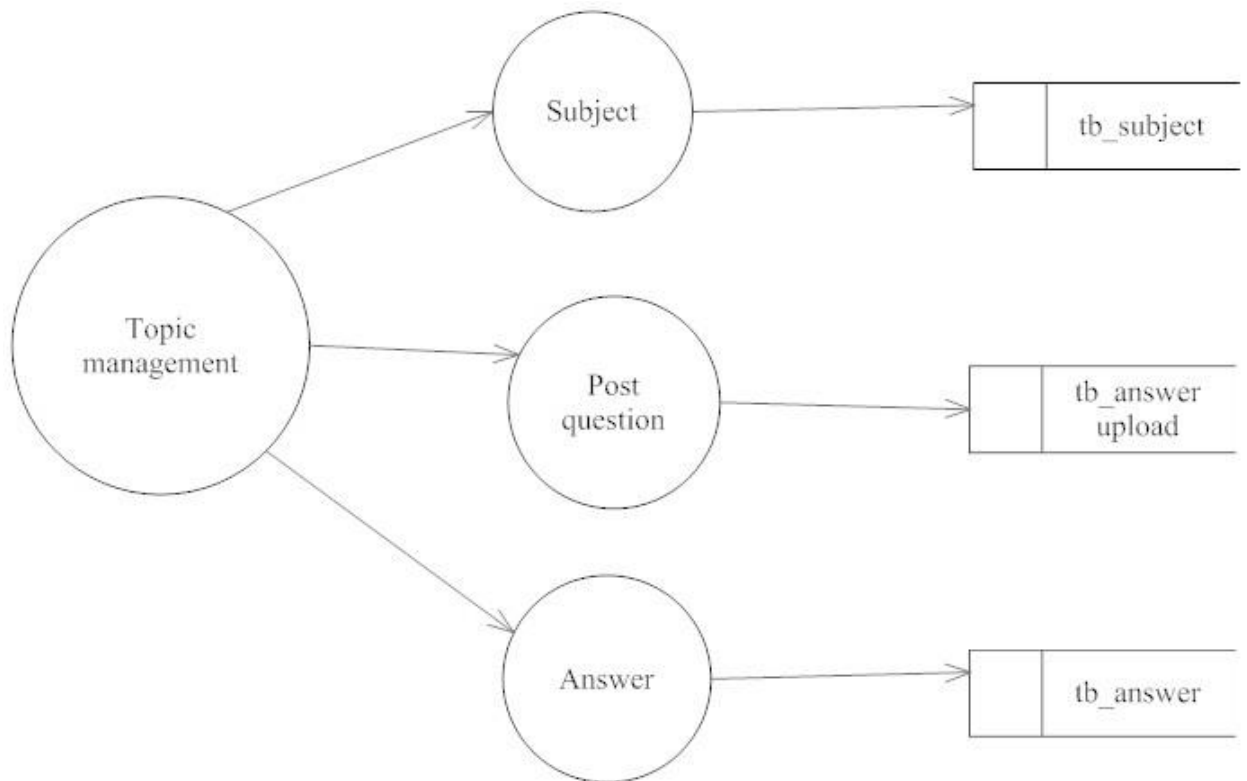 Subject
tb_subject
Topic
management
Post
question
tb_answer
upload
Answer
tb_answer